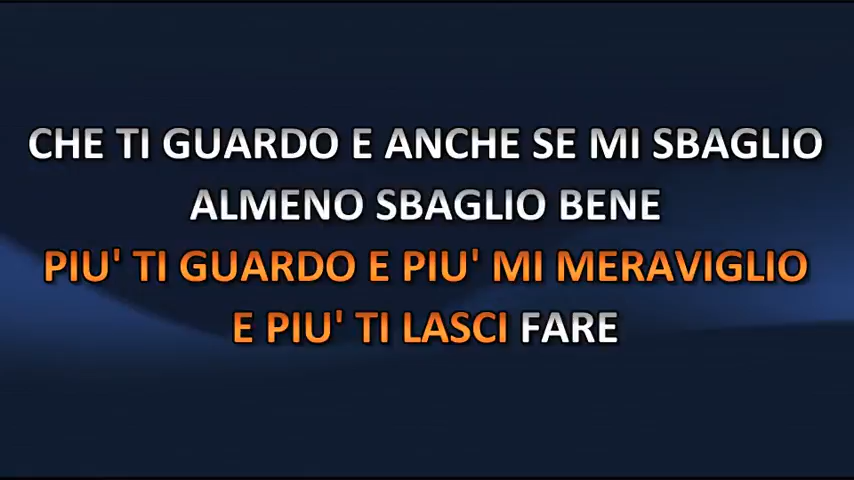 CHE TI GUARDO E ANCHE SE MI SBAGLIO
ALMENO SBAGLIO BENE
PIU' TI GUARDO E PIU' MI MERAVIGLIO
E PIU' TI LASCI FARE